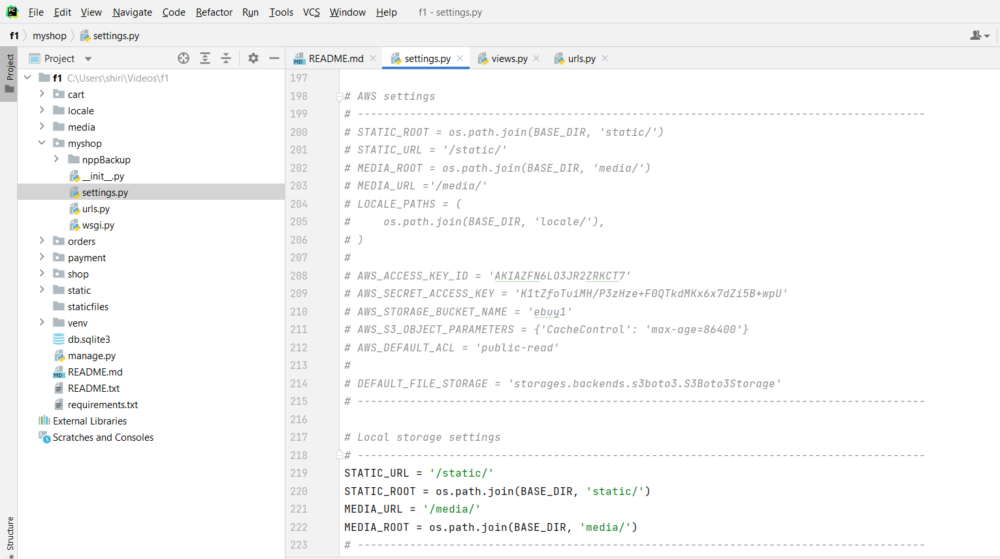 File Edit View Navigate Code Refactor Run Tools VCS Window Help f1 - settings.py
f1 myshop settings.py
Project
Project
README.md settings.py views.py urls.py
f1 C:\Users\shiri\Videos\f1
cart
locale
media
myshop
nppBackup
__init__.py
settings.py
urls.py
wsgi.py
orders
payment
shop
static
staticfiles
venv
db.sqlite3
manage.py
README.md
README.txt
requirements.txt
External Libraries
Scratches and Consoles
Structure
197
198 # AWS settings
199 # ---------------------------------------------------------------------------------------
200 # STATIC_ROOT = os.path.join(BASE_DIR, 'static/')
201 # STATIC_URL = '/static/'
202 # MEDIA_ROOT = os.path.join(BASE_DIR, 'media/')
203 # MEDIA_URL ='/media/'
204 # LOCALE_PATHS = (
205 #     os.path.join(BASE_DIR, 'locale/'),
206 # )
207 #
208 # AWS_ACCESS_KEY_ID = 'AKIAZFN6LO3JR2ZRKCT7'
209 # AWS_SECRET_ACCESS_KEY = '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'
210 # AWS_STORAGE_BUCKET_NAME = 'ebuy1'
211 # AWS_S3_OBJECT_PARAMETERS = {'CacheControl': 'max-age=86400'}
212 # AWS_DEFAULT_ACL = 'public-read'
213 #
214 # DEFAULT_FILE_STORAGE = 'storages.backends.s3boto3.S3Boto3Storage'
215 # ---------------------------------------------------------------------------------------
216
217 # Local storage settings
218 # ---------------------------------------------------------------------------------------
219 STATIC_URL = '/static/'
220 STATIC_ROOT = os.path.join(BASE_DIR, 'static/')
221 MEDIA_URL = '/media/'
222 MEDIA_ROOT = os.path.join(BASE_DIR, 'media/')
223 # ---------------------------------------------------------------------------------------